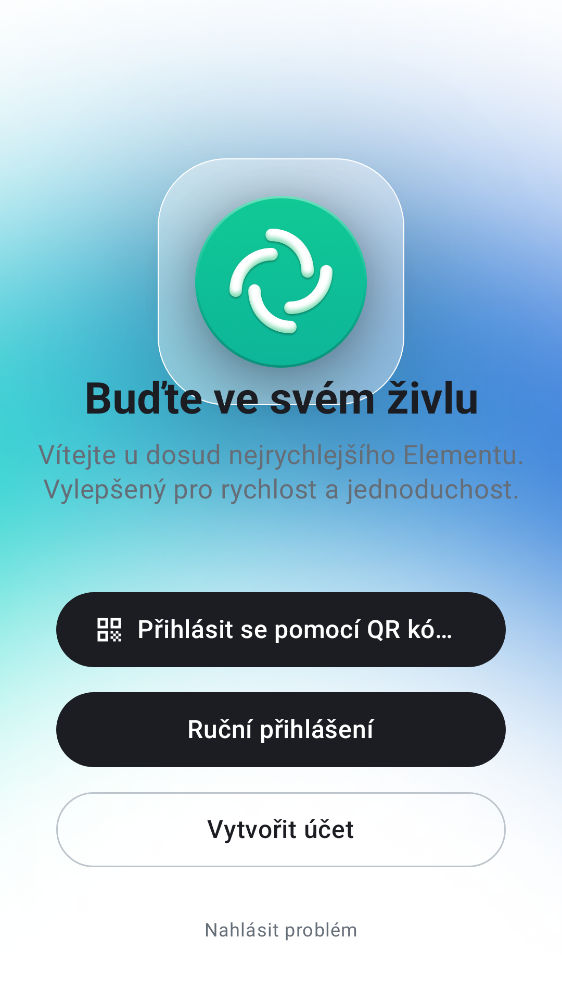 Buďte ve svém živlu
Vítejte u dosud nejrychlejšího Elementu.
Vylepšený pro rychlost a jednoduchost.
Přihlásit se pomocí QR kó…
Ruční přihlášení
Vytvořit účet
Nahlásit problém